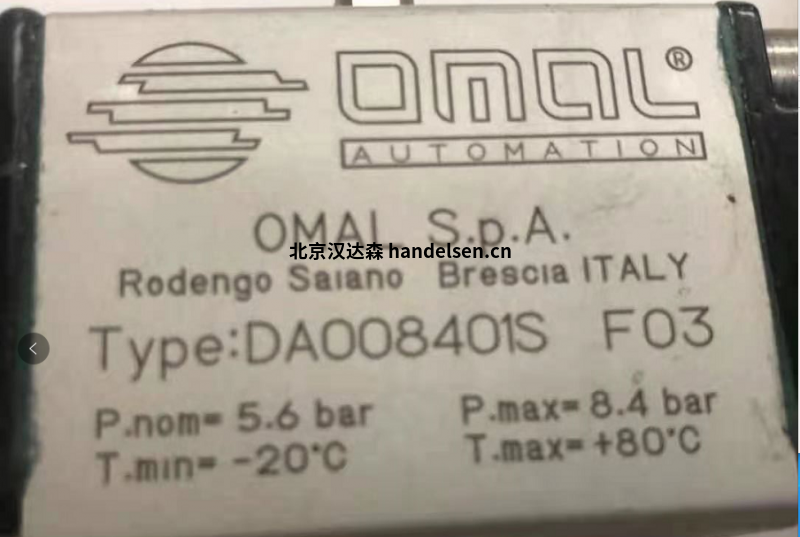 OMAL®
AUTOMATION
OMAL S.p.A.
北京汉达森 handelsen.cn
Rodengo Saiano Brescia ITALY
Type:DA008401S F03
P.nom= 5.6 bar P.max= 8.4 bar
T.min= -20°C T.max= +80°C